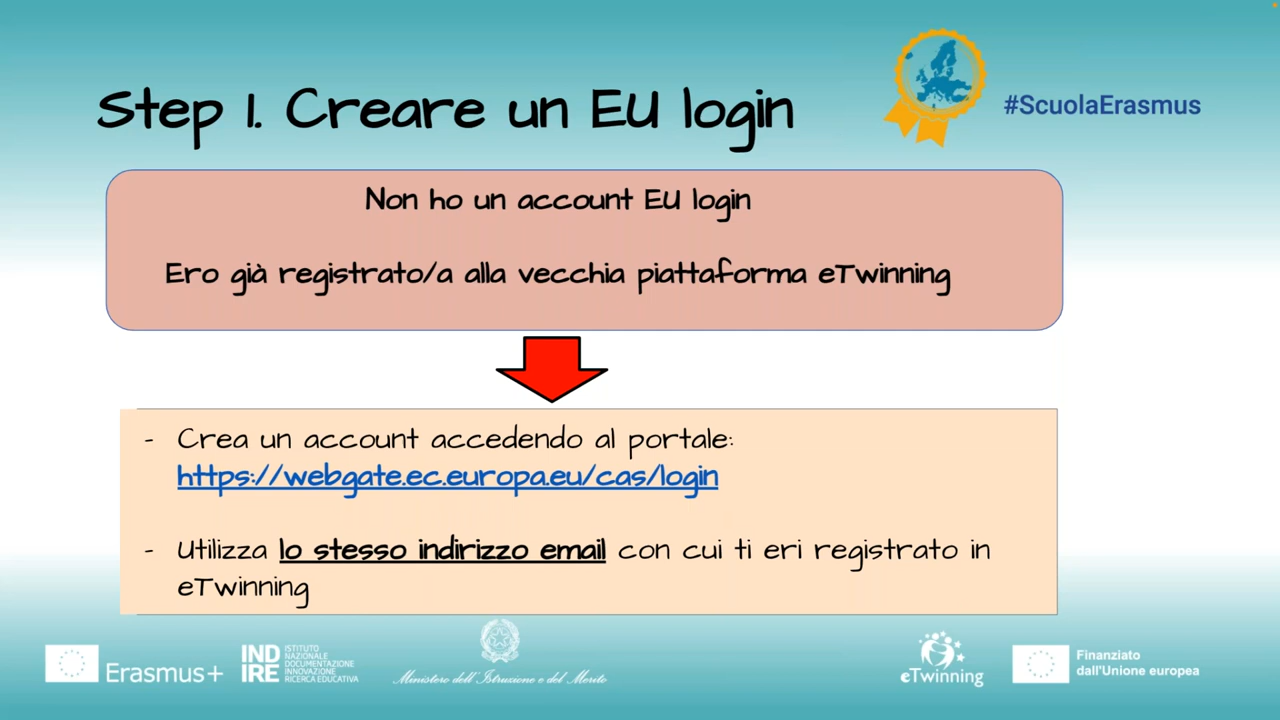 Step 1. Creare un EU login
#ScuolaErasmus
Non ho un account EU login
Ero già registrato/a alla vecchia piattaforma eTwinning
- Crea un account accedendo al portale:
https://webgate.ec.europa.eu/cas/login
- Utilizza lo stesso indirizzo email con cui ti eri registrato in
eTwinning
Erasmus+
INDIRE
ISTITUTO
NAZIONALE
DOCUMENTAZIONE
INNOVAZIONE
RICERCA EDUCATIVA
Ministero dell'Istruzione e del Merito
eTwinning
Finanziato
dall'Unione europea